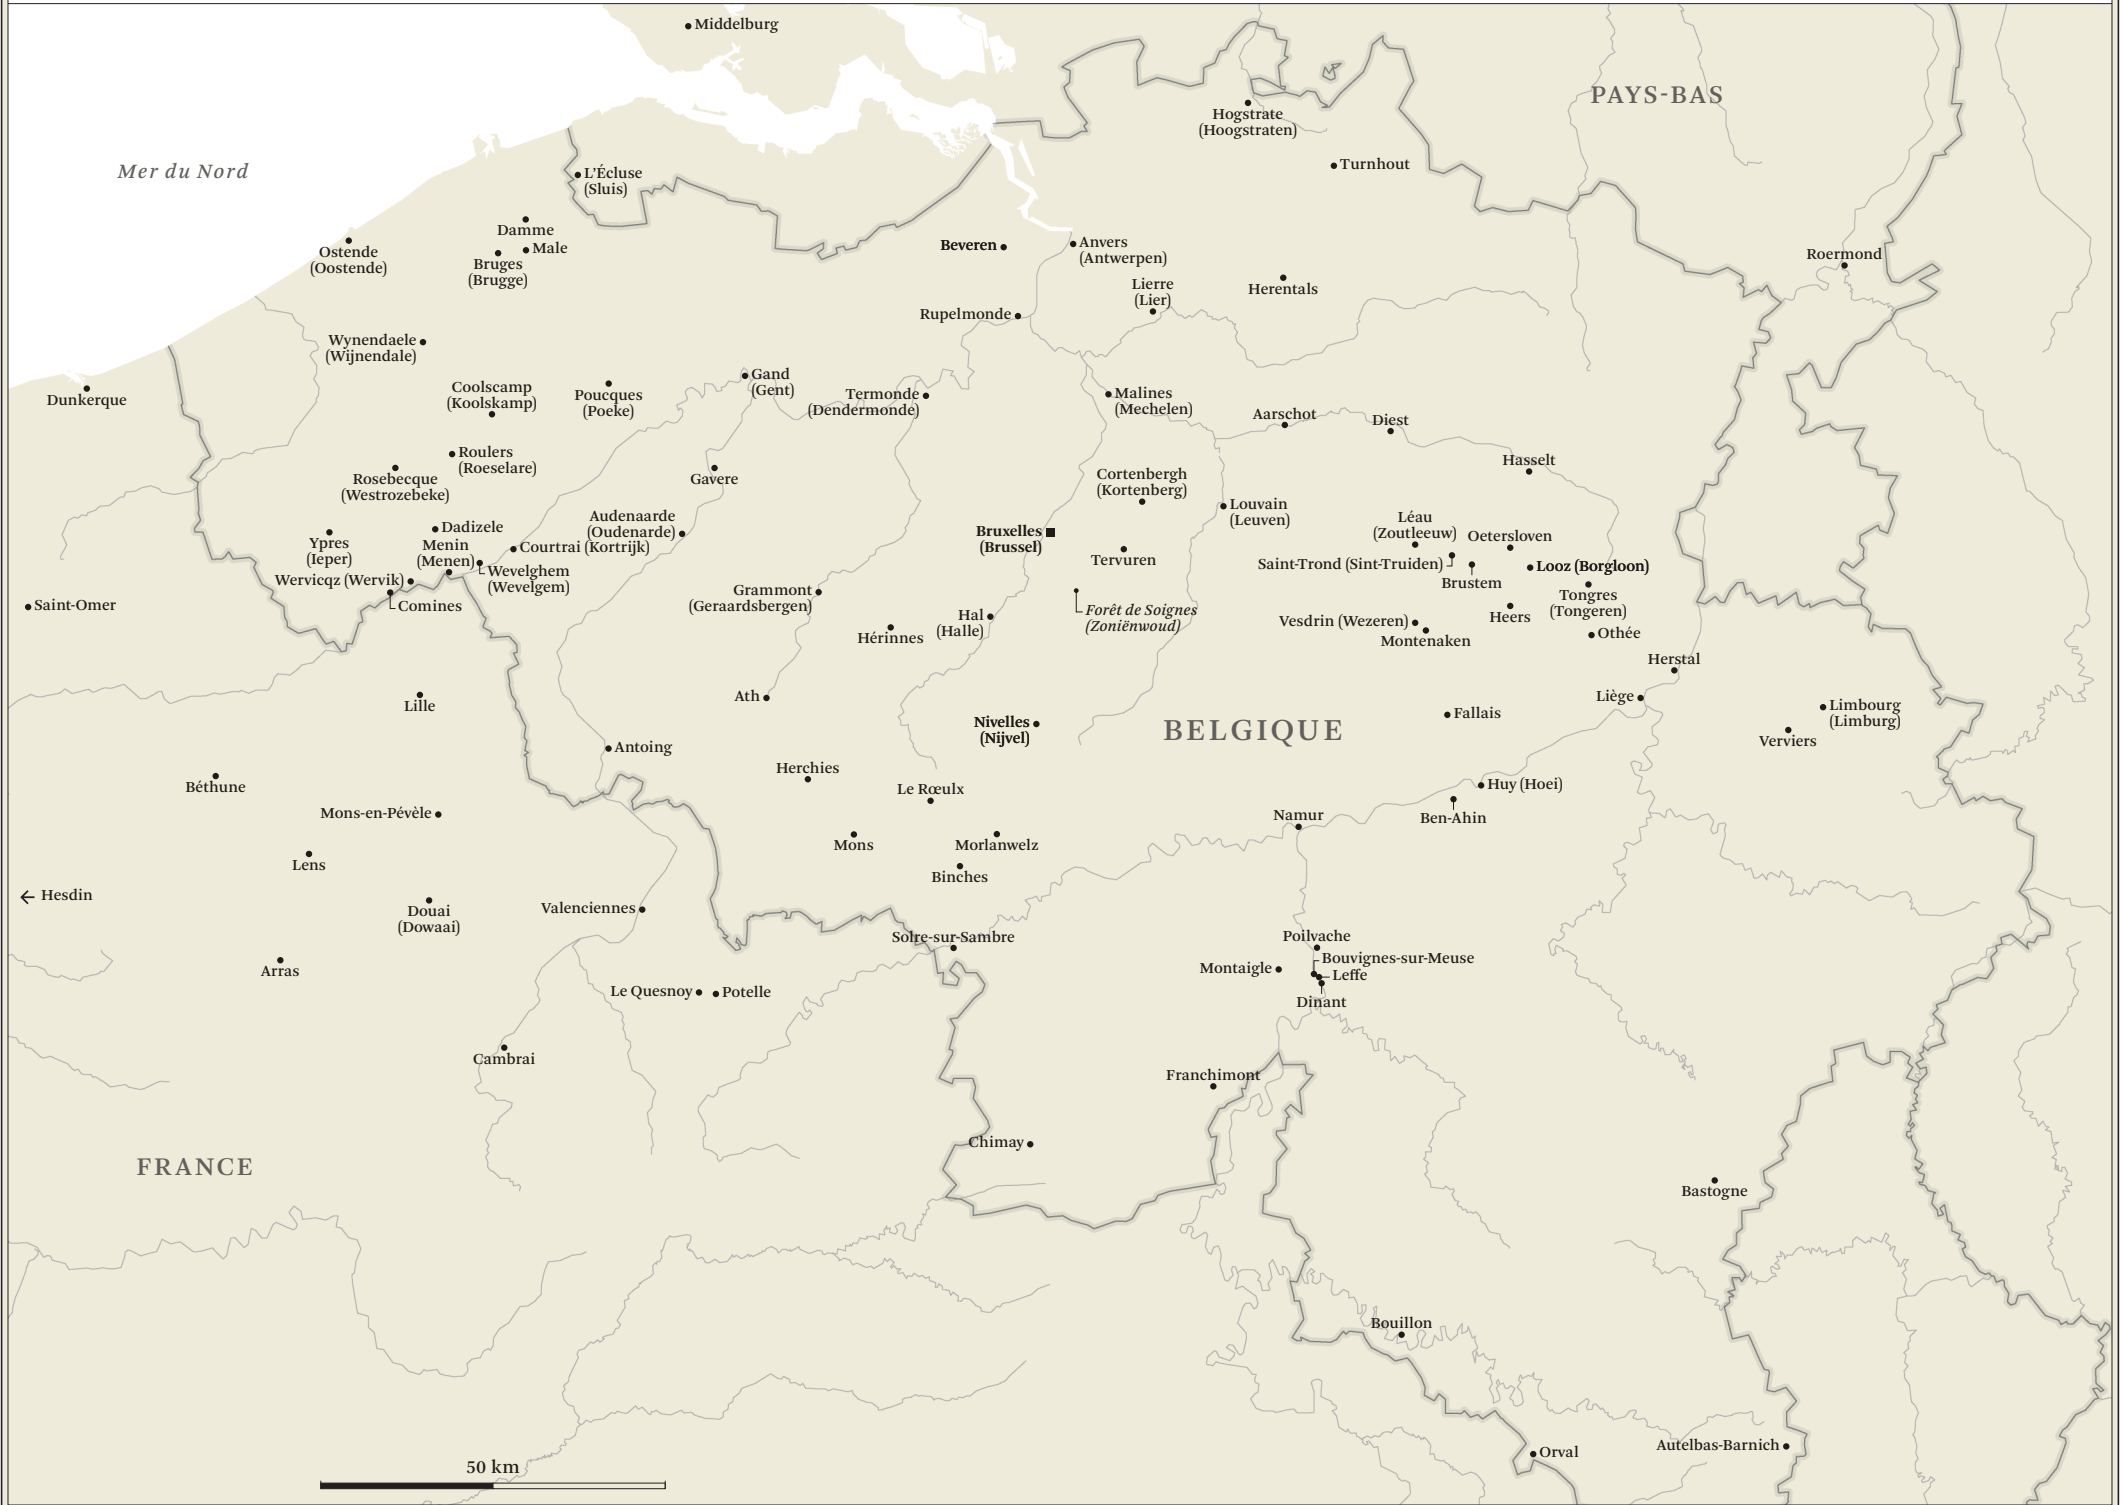 Middelburg
PAYS-BAS
Hogstrate
(Hoogstraten)
Turnhout
Mer du Nord
L'Écluse
(Sluis)
Damme
Male
Bruges
(Brugge)
Ostende
(Oostende)
Beveren
Anvers
(Antwerpen)
Roermond
Lierre
(Lier)
Herentals
Rupelmonde
Wynendaele
(Wijnendale)
Dunkerque
Coolscamp
(Koolskamp)
Poucques
(Poeke)
Gand
(Gent)
Termonde
(Dendermonde)
Malines
(Mechelen)
Aarschot
Diest
Roulers
(Roeselare)
Rosebecque
(Westrozebeke)
Gavere
Cortenbergh
(Kortenberg)
Hasselt
Louvain
(Leuven)
Audenaarde
(Oudenarde)
Dadizele
Ypres
(Ieper)
Menin
(Menen)
Courtrai (Kortrijk)
Bruxelles
(Brussel)
Léau
(Zoutleeuw)
Oetersloven
Tervuren
Saint-Trond (Sint-Truiden)
Looz (Borgloon)
Brustem
Wevelghem
(Wevelgem)
Wervicqz (Wervik)
Comines
Saint-Omer
Grammont
(Geraardsbergen)
Tongres
(Tongeren)
Heers
Forêt de Soignes
(Zoniënwoud)
Hal
(Halle)
Hérinnes
Vesdrin (Wezeren)
Montenaken
Othée
Herstal
Lille
Ath
Liège
Limbourg
(Limburg)
Fallais
Nivelles
(Nijvel)
BELGIQUE
Verviers
Antoing
Herchies
Béthune
Le Rœulx
Huy (Hoei)
Mons-en-Pévèle
Ben-Ahin
Namur
Mons
Morlanwelz
Lens
Binches
Hesdin
Douai
(Dowaai)
Valenciennes
Solre-sur-Sambre
Poilvache
Bouvignes-sur-Meuse
Montaigle
Leffe
Arras
Le Quesnoy
Potelle
Dinant
Cambrai
Franchimont
Chimay
FRANCE
Bastogne
Bouillon
Orval
Autelbas-Barnich
50 km